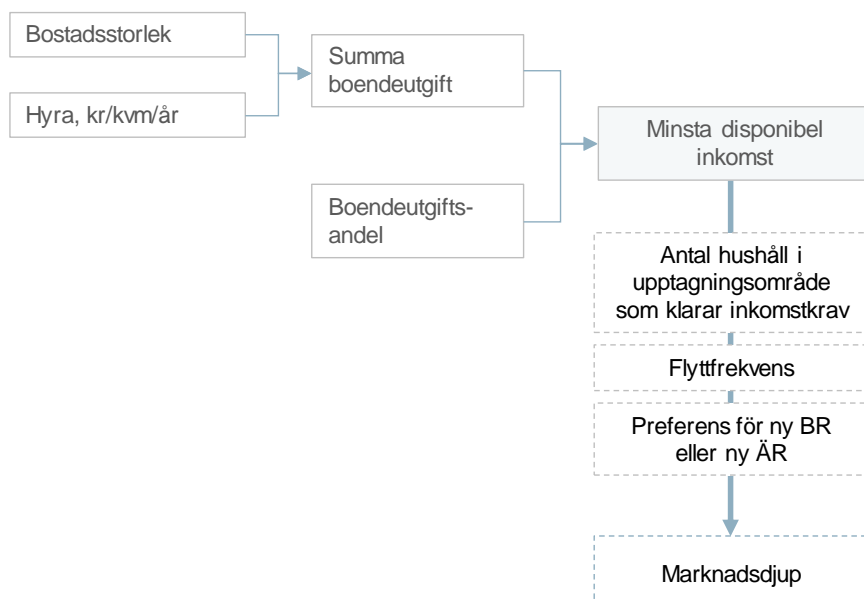 Bostadsstorlek
Hyra, kr/kvm/år
Summa
boendeutgift
Boendeutgifts-
andel
Minsta disponibel
inkomst
Antal hushåll i
upptagningsområde
som klarar inkomstkrav
Flyttfrekvens
Preferens för ny BR
eller ny ÄR
Marknadsdjup